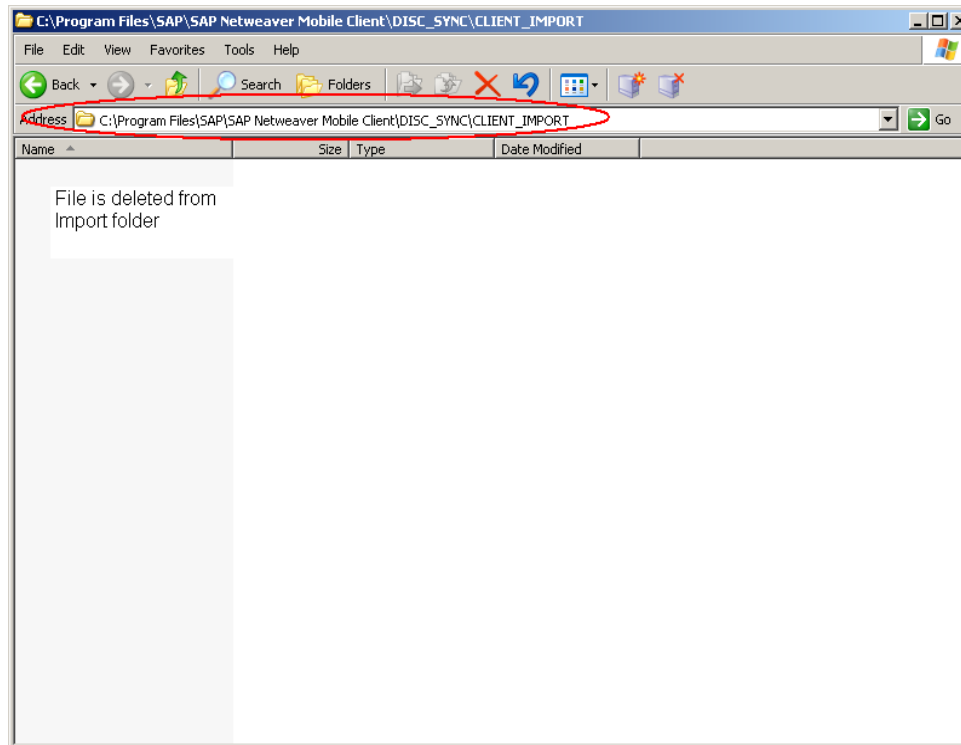 C:\Program Files\SAP\SAP Netweaver Mobile Client\DISC_SYNC\CLIENT_IMPORT
File Edit View Favorites Tools Help
Back Search Folders
Address C:\Program Files\SAP\SAP Netweaver Mobile Client\DISC_SYNC\CLIENT_IMPORT Go
Name Size Type Date Modified
File is deleted from
Import folder